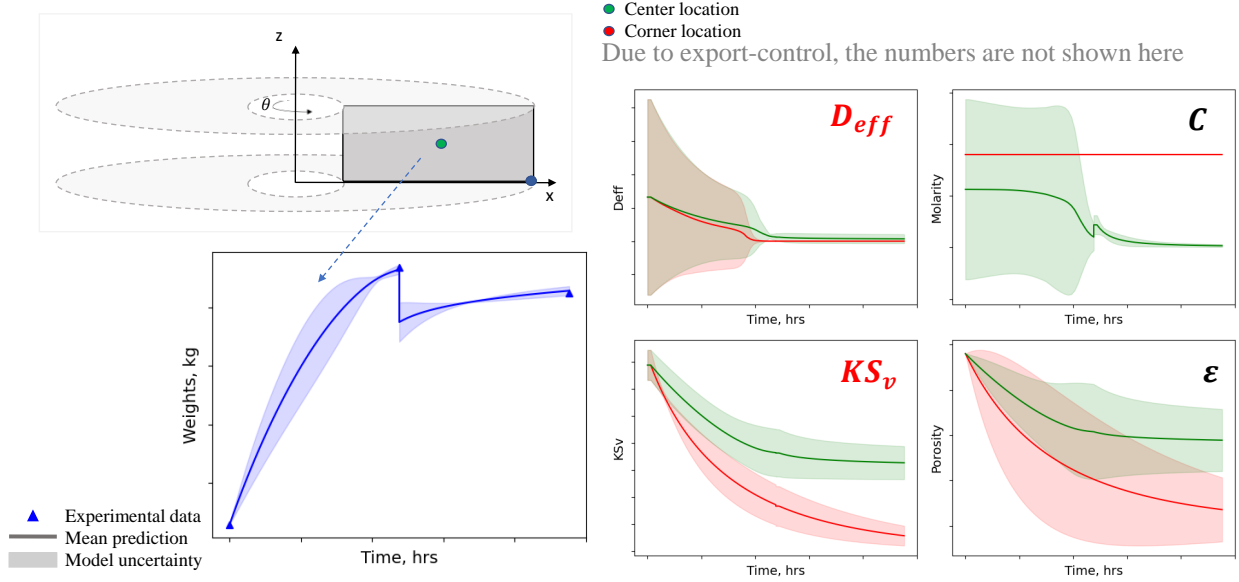 Center location
Corner location
Due to export-control, the numbers are not shown here
z
θ
x
D_eff
Deff
Time, hrs
C
Molarity
Time, hrs
Weights, kg
Time, hrs
Experimental data
Mean prediction
Model uncertainty
KS_v
KSv
Time, hrs
ε
Porosity
Time, hrs